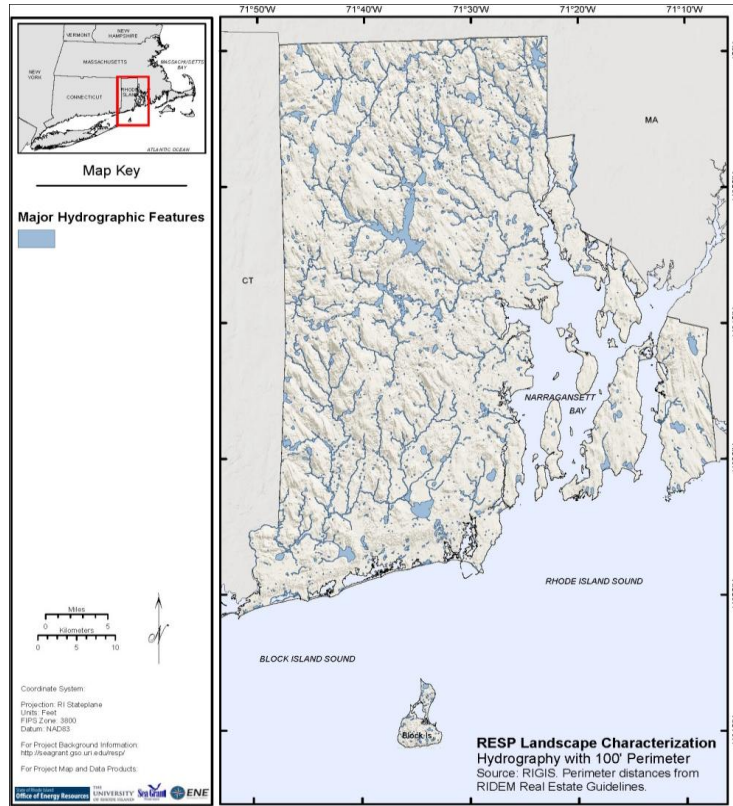 71°50'W 71°40'W 71°30'W 71°20'W 71°10'W
VERMONT
NEW HAMPSHIRE
MASSACHUSETTS
MASSACHUSETTS BAY
NEW YORK
CONNECTICUT
RHODE ISLAND
ATLANTIC OCEAN
Map Key
Major Hydrographic Features
Miles
0 5
Kilometers
0 5 10
N
Coordinate System:
Projection: RI Stateplane
Units: Feet
FIPS Zone: 3800
Datum: NAD83
For Project Background Information:
http://seagrant.gso.uri.edu/resp/
For Project Map and Data Products:
Office of Energy Resources
THE
UNIVERSITY
OF RHODE ISLAND
Sea Grant
ENE
MA
CT
NARRAGANSETT
BAY
RHODE ISLAND SOUND
BLOCK ISLAND SOUND
Block Is.
RESP Landscape Characterization
Hydrography with 100' Perimeter
Source: RIGIS. Perimeter distances from
RIDEM Real Estate Guidelines.